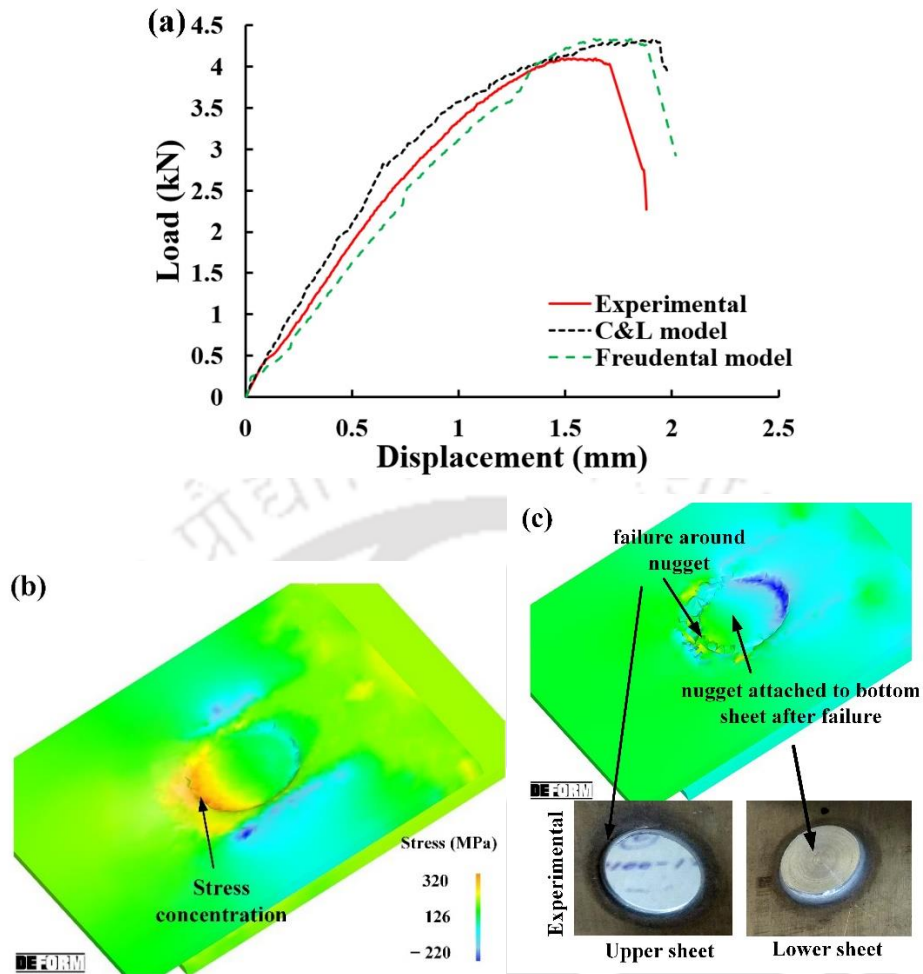 (a)
4.5
4
3.5
3
2.5
2
1.5
1
0.5
0
Load (kN)
Experimental
C&L model
Freudental model
0 0.5 1 1.5 2 2.5
Displacement (mm)
(b)
Stress
concentration
Stress (MPa)
320
126
− 220
DEFORM
(c)
failure around
nugget
nugget attached to bottom
sheet after failure
DEFORM
Experimental
Upper sheet
Lower sheet